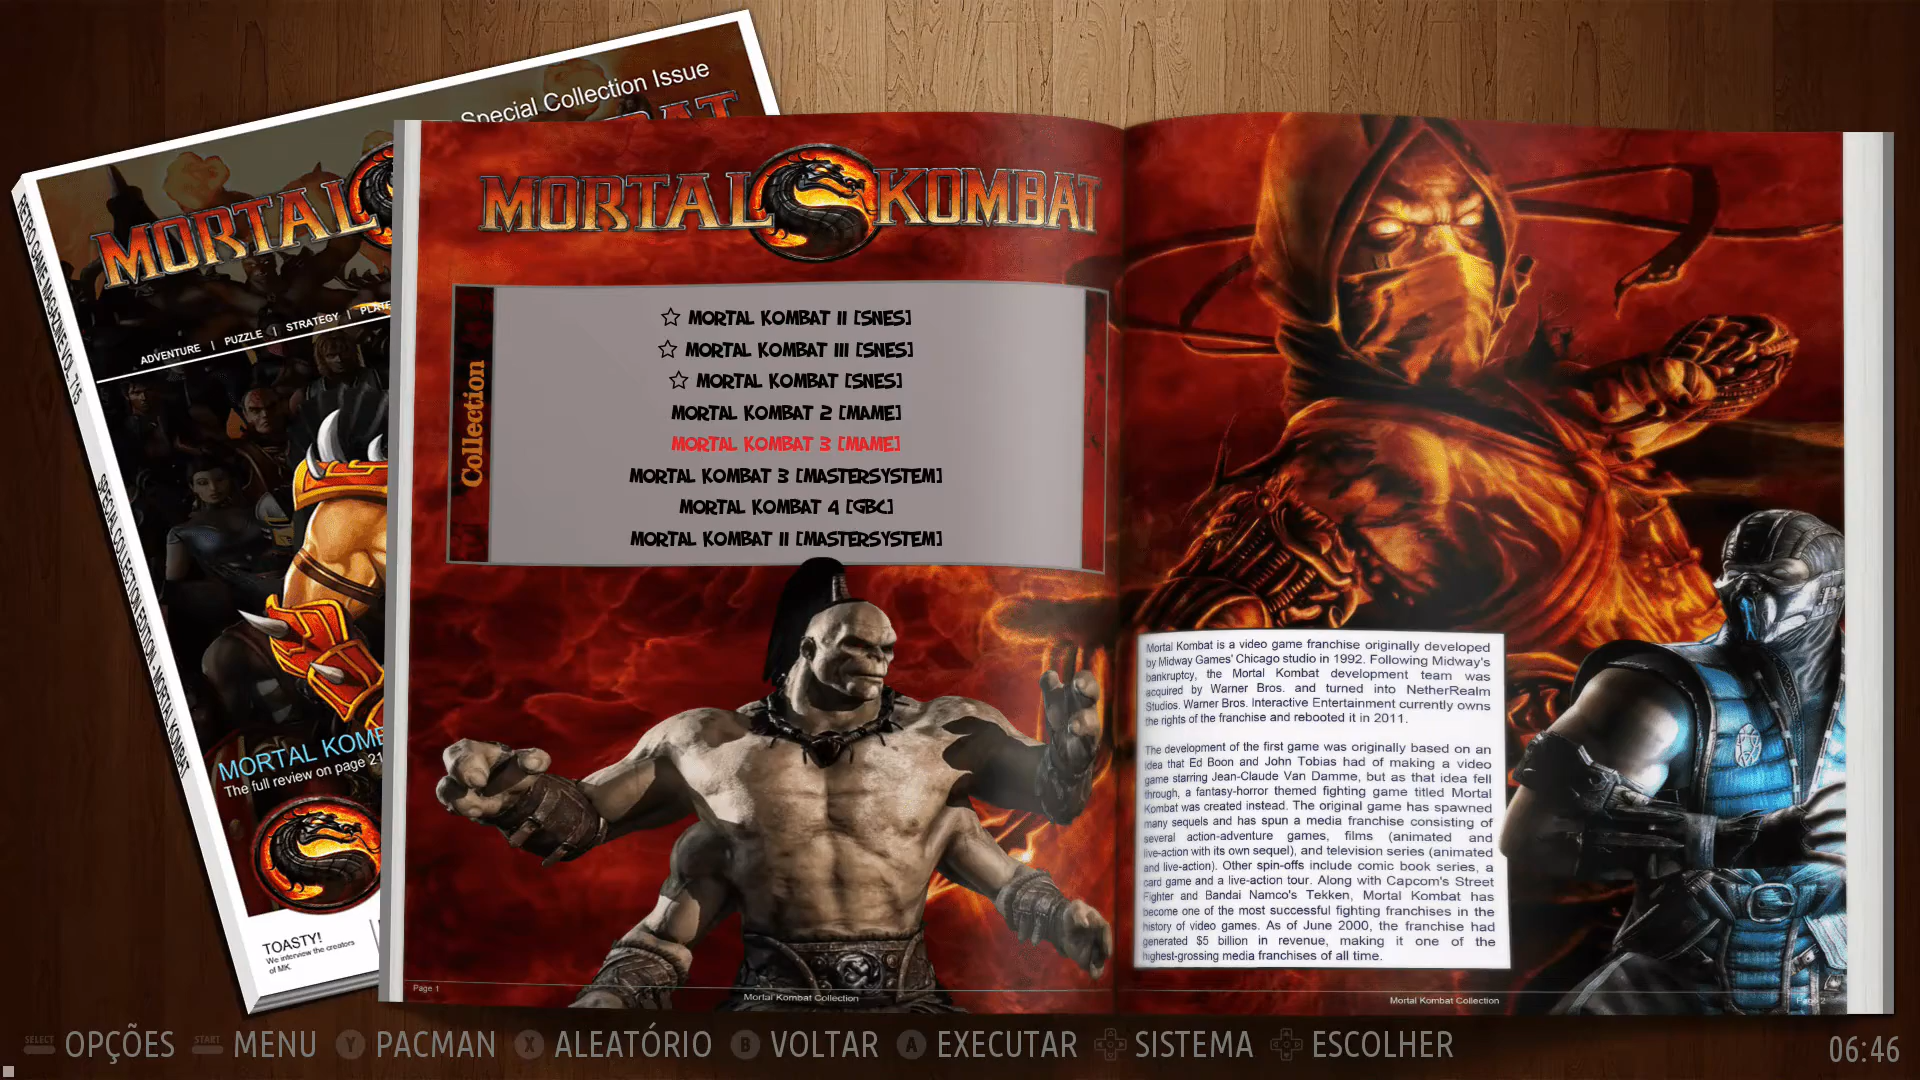 Special Collection Issue
MORTAL
ADVENTURE | PUZZLE | STRATEGY |
RETRO GAME MAGAZINE VOL. 715
SPECIAL COLLECTION EDITION - MORTAL KOMBAT
MORTAL
The full review on page 21
TOASTY!
We interview the creators
of MK.
MORTAL KOMBAT
Collection
MORTAL KOMBAT II [SNES]
MORTAL KOMBAT III [SNES]
MORTAL KOMBAT [SNES]
MORTAL KOMBAT 2 [MAME]
MORTAL KOMBAT 3 [MAME]
MORTAL KOMBAT 3 [MASTERSYSTEM]
MORTAL KOMBAT 4 [GBC]
MORTAL KOMBAT II [MASTERSYSTEM]
Page 1
Mortal Kombat Collection
Mortal Kombat is a video game franchise originally developed
by Midway Games' Chicago studio in 1992. Following Midway's
bankruptcy, the Mortal Kombat development team was
acquired by Warner Bros. and turned into NetherRealm
Studios. Warner Bros. Interactive Entertainment currently owns
the rights of the franchise and rebooted it in 2011.
The development of the first game was originally based on an
idea that Ed Boon and John Tobias had of making a video
game starring Jean-Claude Van Damme, but as that idea fell
through, a fantasy-horror themed fighting game titled Mortal
Kombat was created instead. The original game has spawned
many sequels and has spun a media franchise consisting of
several action-adventure games, films (animated and
live-action with its own sequel), and television series (animated
and live-action). Other spin-offs include comic book series, a
card game and a live-action tour. Along with Capcom's Street
Fighter and Bandai Namco's Tekken, Mortal Kombat has
become one of the most successful fighting franchises in the
history of video games. As of June 2000, the franchise had
generated $5 billion in revenue, making it one of the
highest-grossing media franchises of all time.
Mortal Kombat Collection
Page 2
SELECT OPÇÕES START MENU Y PACMAN X ALEATÓRIO B VOLTAR A EXECUTAR SISTEMA ESCOLHER
06:46